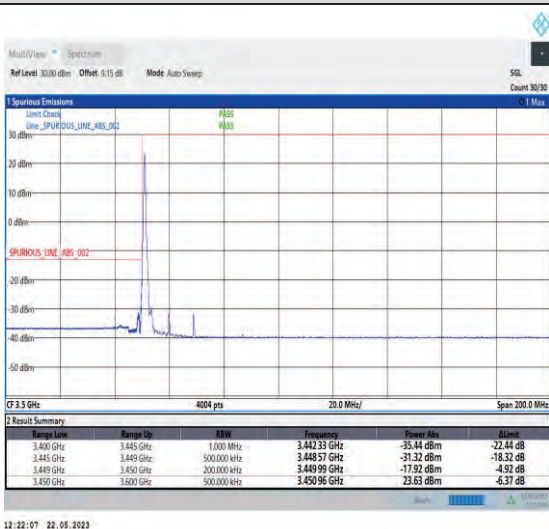 MultiView Spectrum
Ref Level 30.00 dBm Offset 9.15 dB Mode Auto Sweep
SGL
Count 30/30
1 Spurious Emissions 1 Max
Limit Check PASS
Line _SPURIOUS_LINE_ABS_002 PASS
30 dBm
20 dBm
10 dBm
0 dBm
_SPURIOUS_LINE_ABS_002
-20 dBm
-30 dBm
-40 dBm
-50 dBm
CF 3.5 GHz 4004 pts 20.0 MHz/ Span 200.0 MHz
2 Result Summary
Range Low Range Up RBW Frequency Power Abs ΔLimit
3.400 GHz 3.445 GHz 1.000 MHz 3.442 33 GHz -35.44 dBm -22.44 dB
3.445 GHz 3.449 GHz 500.000 kHz 3.448 57 GHz -31.32 dBm -18.32 dB
3.449 GHz 3.450 GHz 200.000 kHz 3.449 99 GHz -17.92 dBm -4.92 dB
3.450 GHz 3.600 GHz 500.000 kHz 3.450 96 GHz 23.63 dBm -6.37 dB
12:22:07 22.05.2023